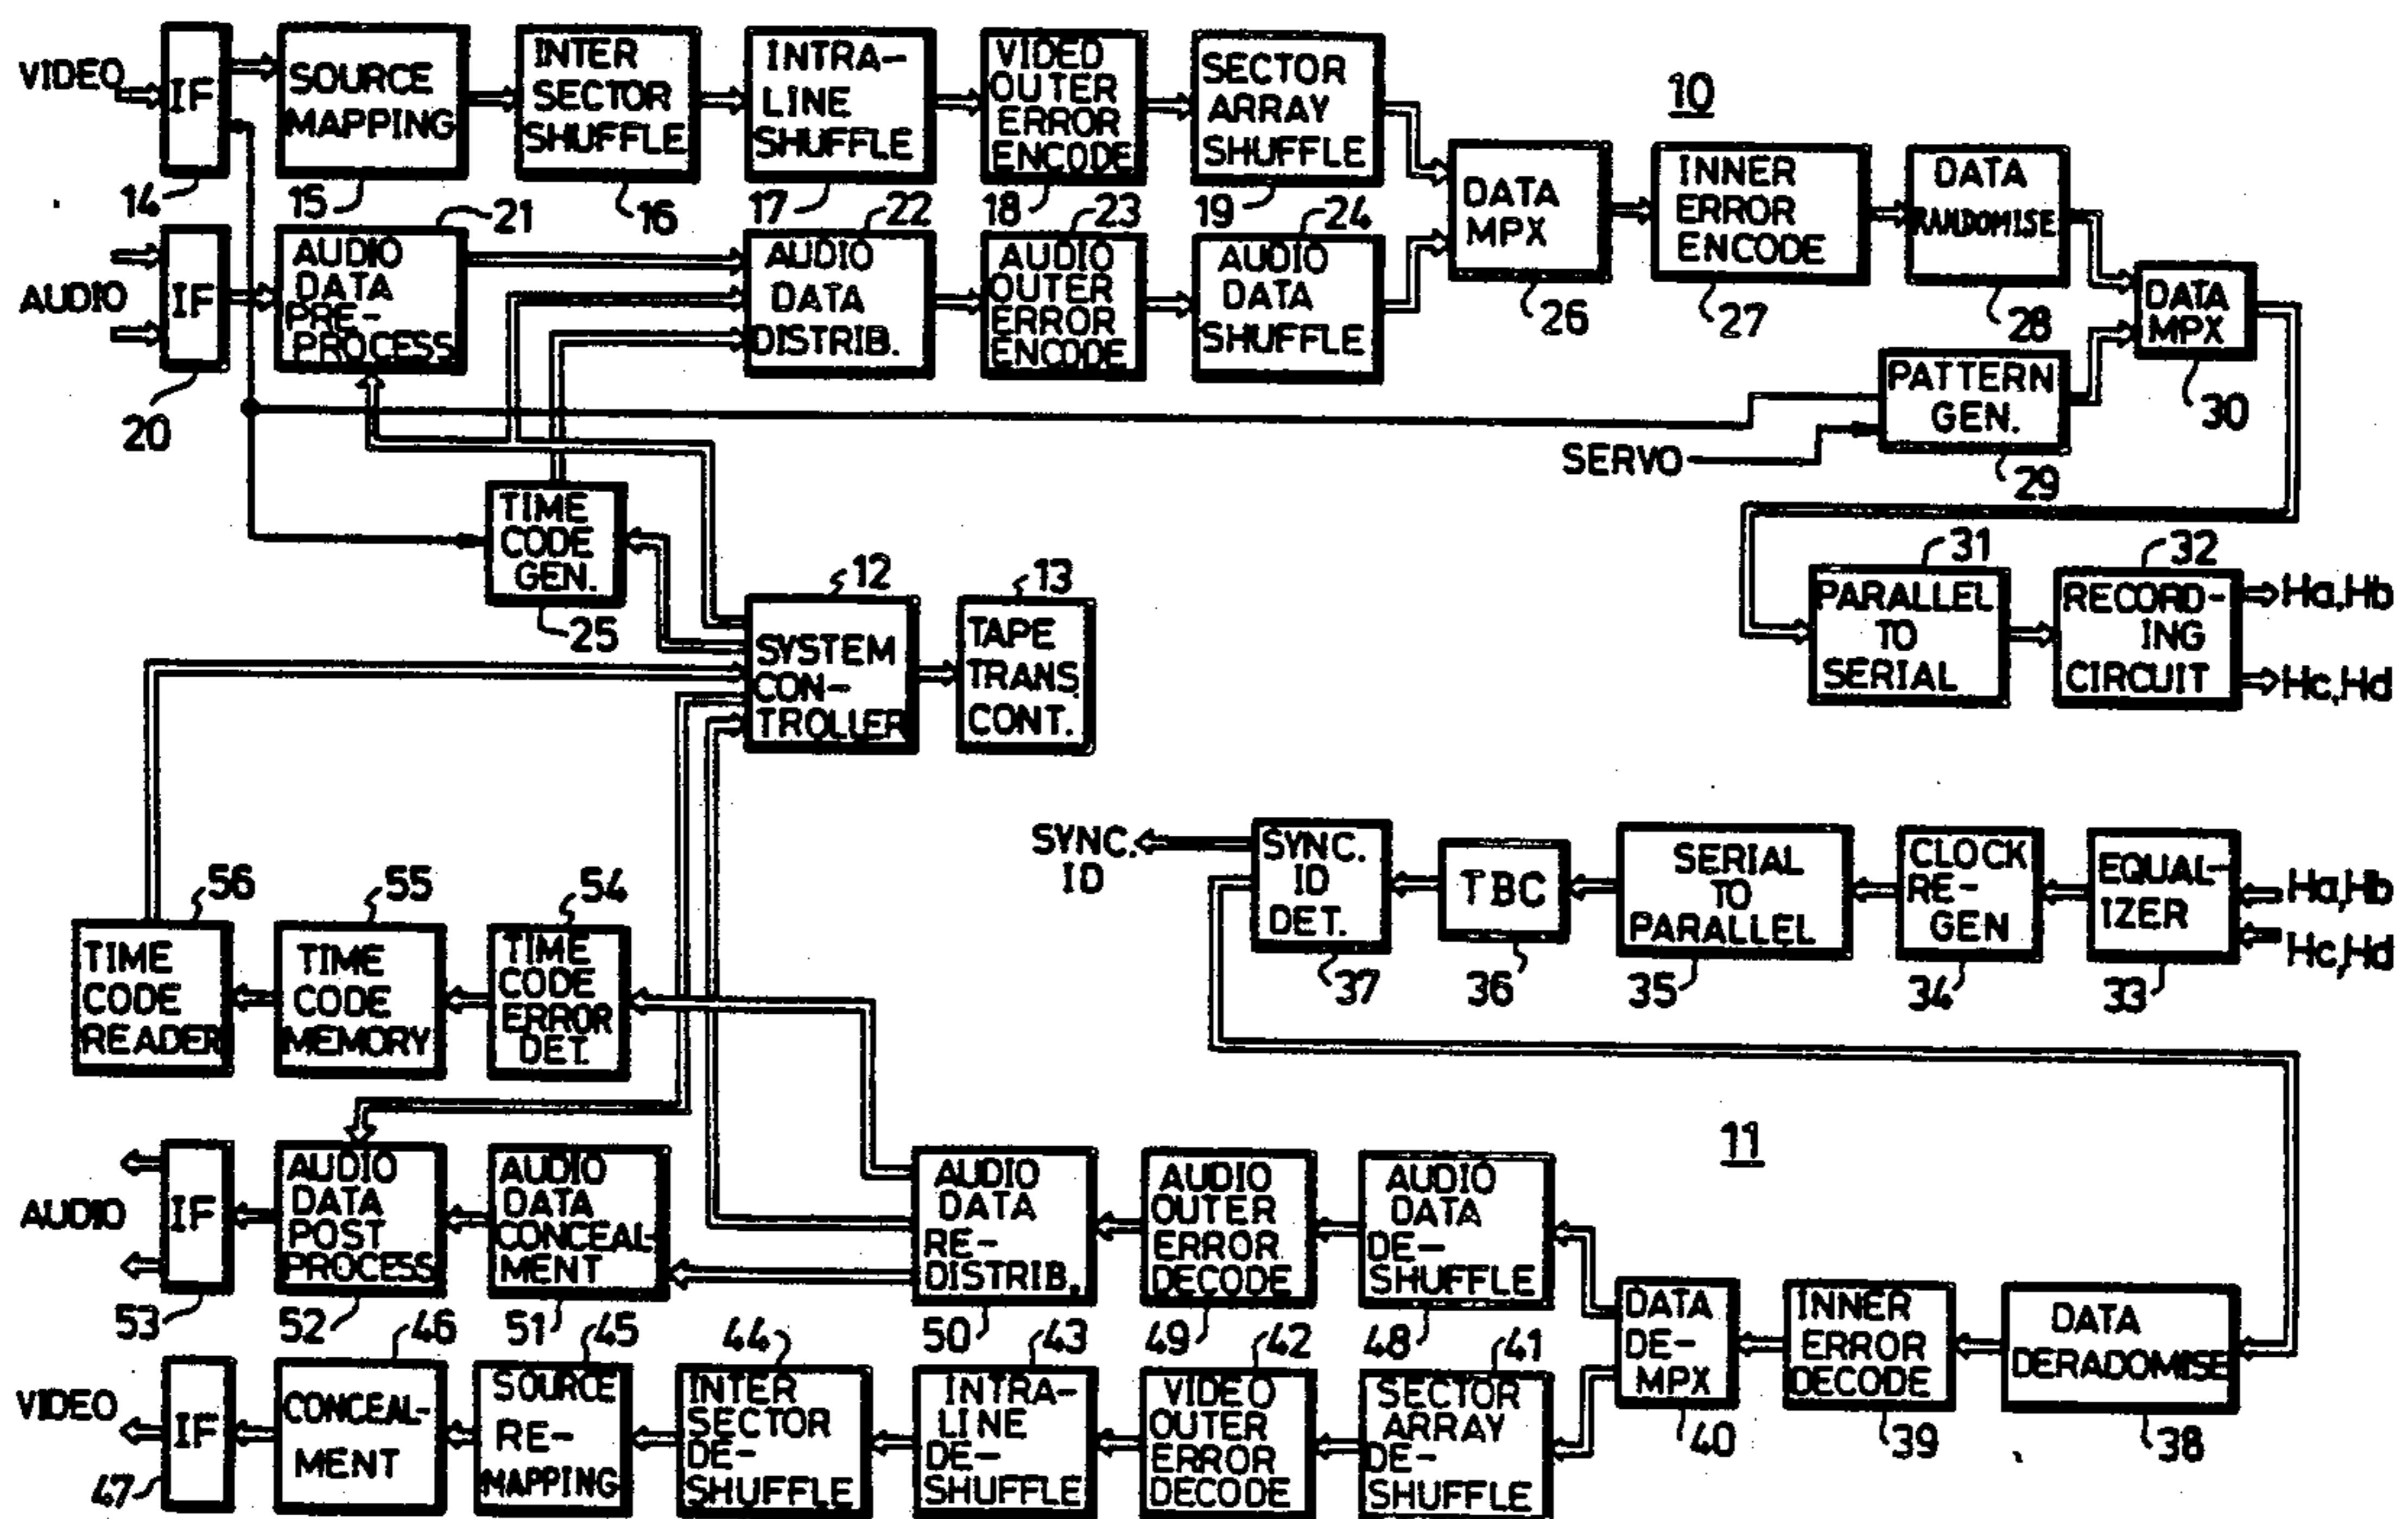 VIDEO
IF
14
SOURCE
MAPPING
15
INTER
SECTOR
SHUFFLE
16
INTRA-
LINE
SHUFFLE
17
VIDEO
OUTER
ERROR
ENCODE
18
SECTOR
ARRAY
SHUFFLE
19
10
AUDIO
IF
20
AUDIO
DATA
PRE-
PROCESS
21
AUDIO
DATA
DISTRIB.
22
AUDIO
OUTER
ERROR
ENCODE
23
AUDIO
DATA
SHUFFLE
24
DATA
MPX
26
INNER
ERROR
ENCODE
27
DATA
RANDOMISE
28
DATA
MPX
30
PATTERN
GEN.
29
SERVO
TIME
CODE
GEN.
25
SYSTEM
CON-
TROLLER
12
TAPE
TRANS.
CONT.
13
PARALLEL
TO
SERIAL
31
RECORD-
ING
CIRCUIT
32
Ha,Hb
Hc,Hd
SYNC.
ID
SYNC.
ID
DET.
37
TBC
36
SERIAL
TO
PARALLEL
35
CLOCK
RE-
GEN
34
EQUAL-
IZER
33
Ha,Hb
Hc,Hd
56
TIME
CODE
READER
55
TIME
CODE
MEMORY
54
TIME
CODE
ERROR
DET.
11
AUDIO
IF
53
AUDIO
DATA
POST
PROCESS
52
AUDIO
DATA
CONCEAL-
MENT
51
AUDIO
DATA
RE-
DISTRIB.
50
AUDIO
OUTER
ERROR
DECODE
49
AUDIO
DATA
DE-
SHUFFLE
48
DATA
DE-
MPX
40
INNER
ERROR
DECODE
39
DATA
DERADOMISE
38
VIDEO
IF
47
CONCEAL-
MENT
46
SOURCE
RE-
MAPPING
45
INTER
SECTOR
DE-
SHUFFLE
44
INTRA-
LINE
DE-
SHUFFLE
43
VIDEO
OUTER
ERROR
DECODE
42
SECTOR
ARRAY
DE-
SHUFFLE
41